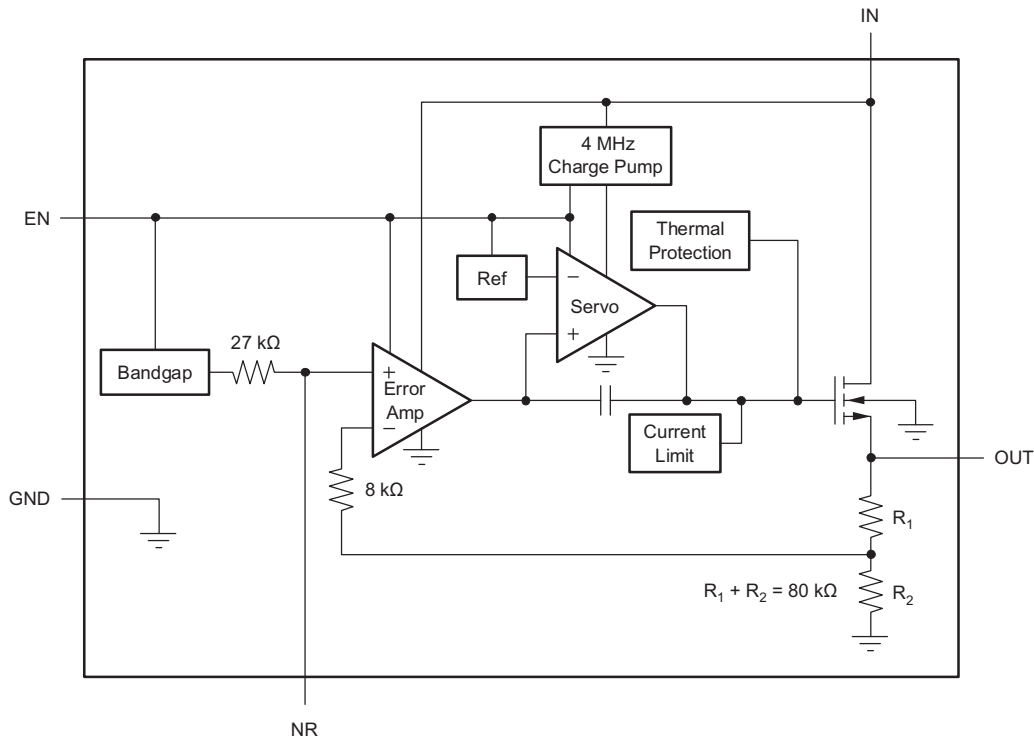 IN
4 MHz
Charge Pump
EN
Thermal
Protection
Ref
−
Servo
+
27 kΩ
Bandgap
+
Error
Amp
−
Current
Limit
OUT
8 kΩ
GND
R₁
R₁ + R₂ = 80 kΩ
R₂
NR